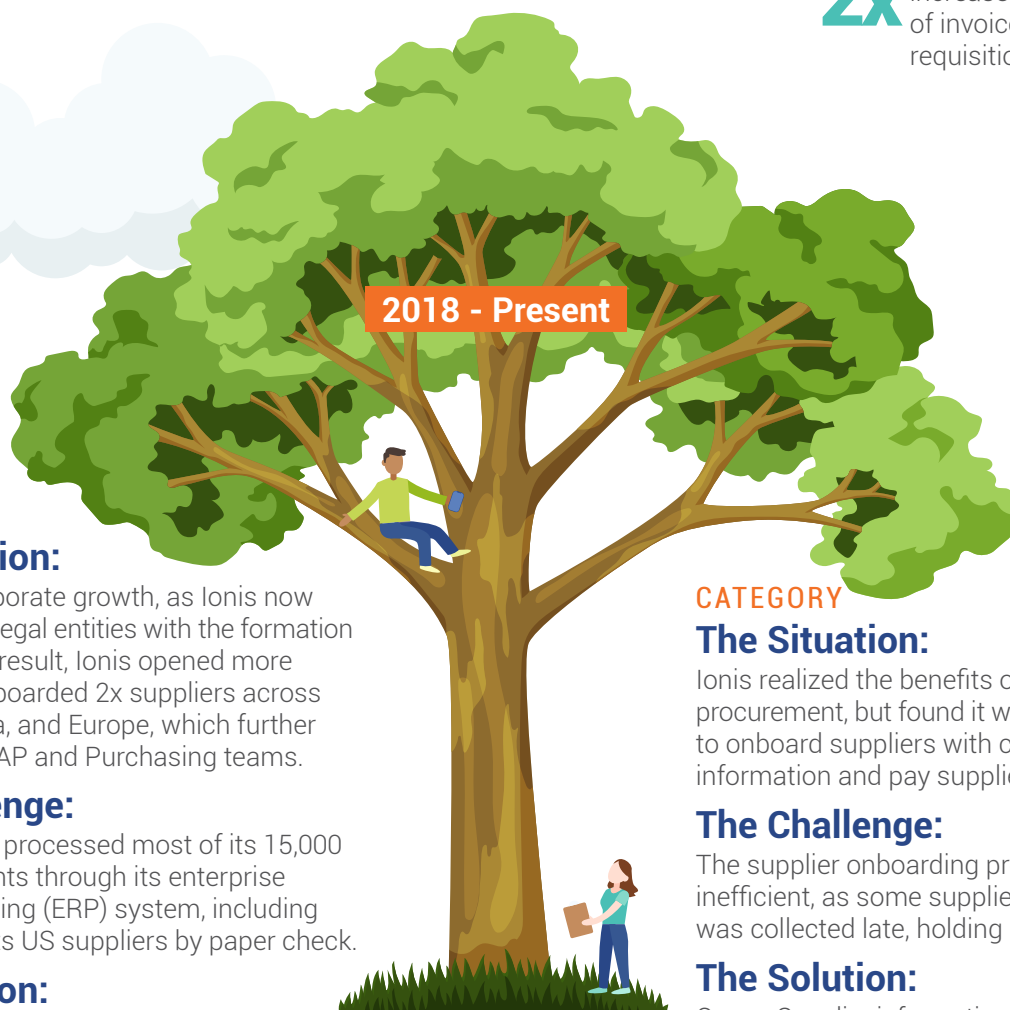 2x
of invoic
requisitio
2018 - Present
ion:
porate growth, as Ionis now
legal entities with the formation
result, Ionis opened more
boarded 2x suppliers across
a, and Europe, which further
AP and Purchasing teams.
enge:
processed most of its 15,000
nts through its enterprise
ing (ERP) system, including
s US suppliers by paper check.
on:
CATEGORY
The Situation:
Ionis realized the benefits o
procurement, but found it w
to onboard suppliers with c
information and pay supplie
The Challenge:
The supplier onboarding pr
inefficient, as some supplie
was collected late, holding
The Solution: